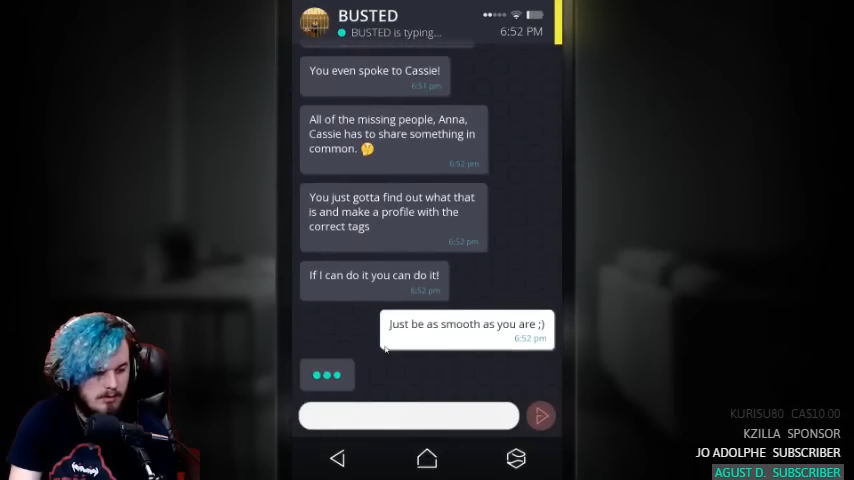 BUSTED
BUSTED is typing...
6:52 PM
You even spoke to Cassie!
6:51 pm
All of the missing people, Anna,
Cassie has to share something in
common. 🤔
6:52 pm
You just gotta find out what that
is and make a profile with the
correct tags
6:52 pm
If I can do it you can do it!
6:52 pm
Just be as smooth as you are ;)
6:52 pm
KURISU80 CA$10.00
KZILLA SPONSOR
JO ADOLPHE SUBSCRIBER
AGUST D. SUBSCRIBER